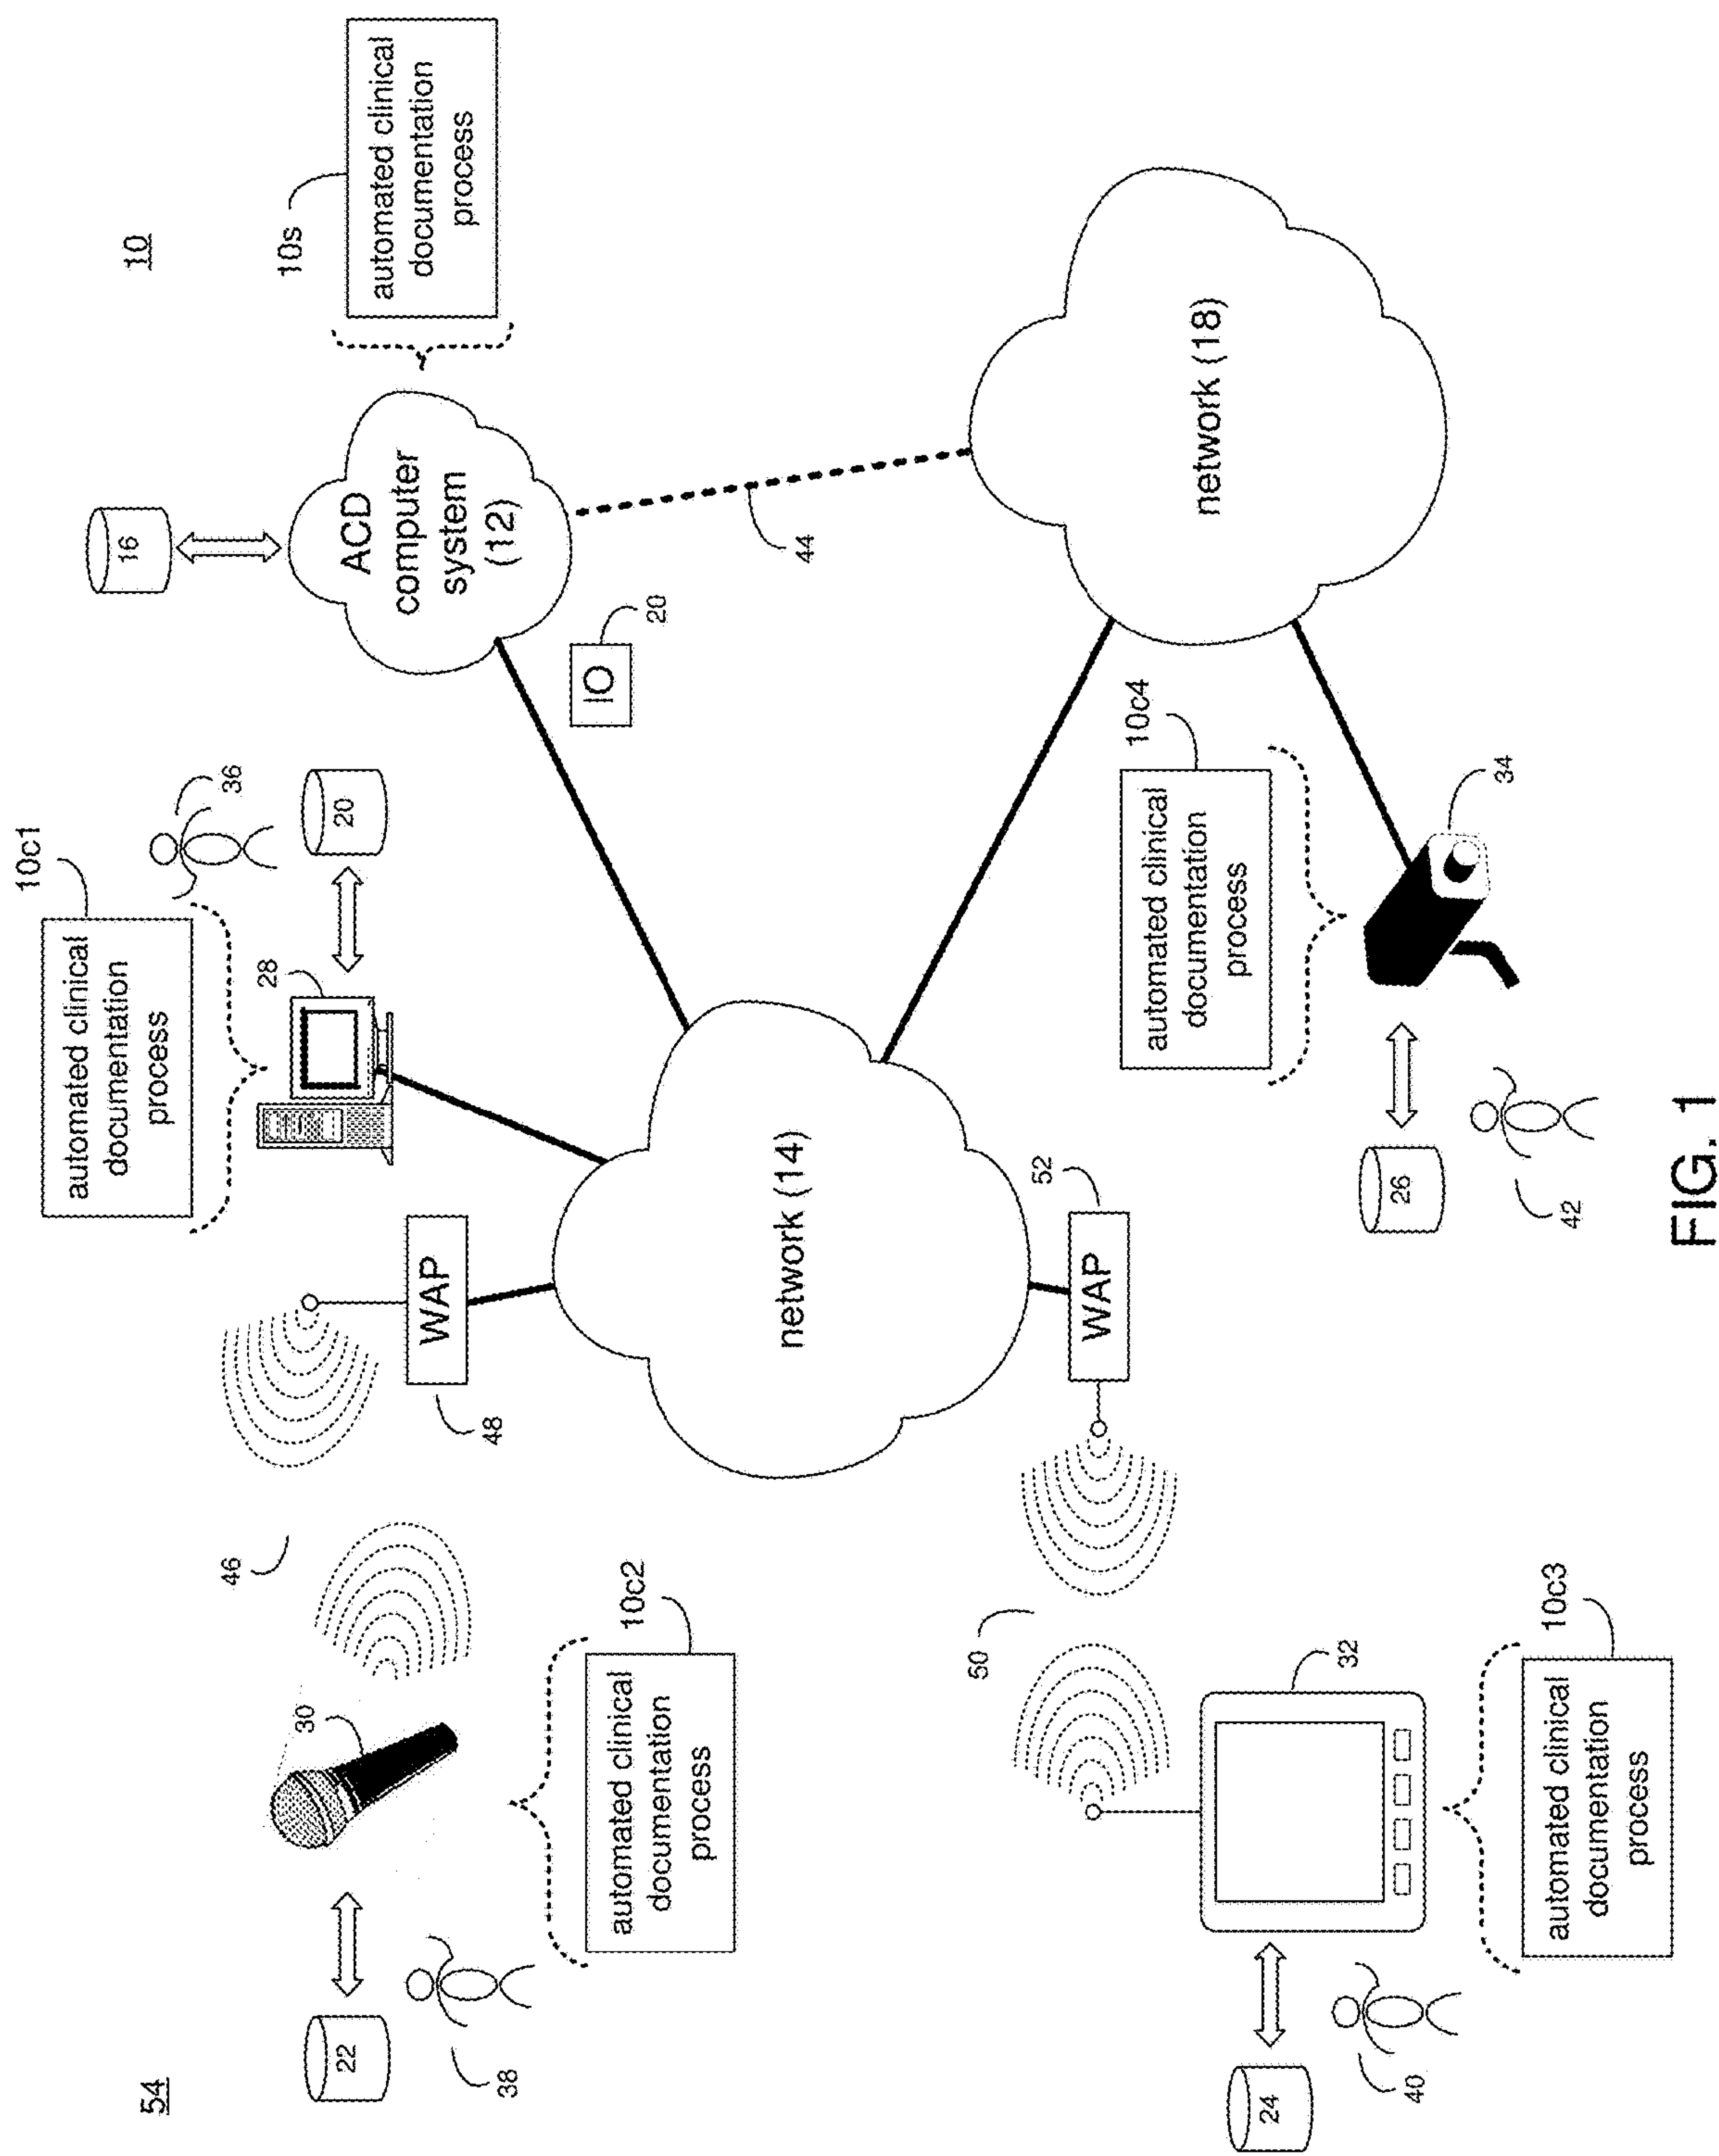 10
10s
automated clinical
documentation
process
16
ACD
computer
system
(12)
IO
20
44
network (18)
10c1
automated clinical
documentation
process
36
20
28
10c4
automated clinical
documentation
process
34
26
42
network (14)
WAP
48
WAP
52
46
50
54
30
22
38
10c2
automated clinical
documentation
process
32
24
40
10c3
automated clinical
documentation
process
FIG. 1